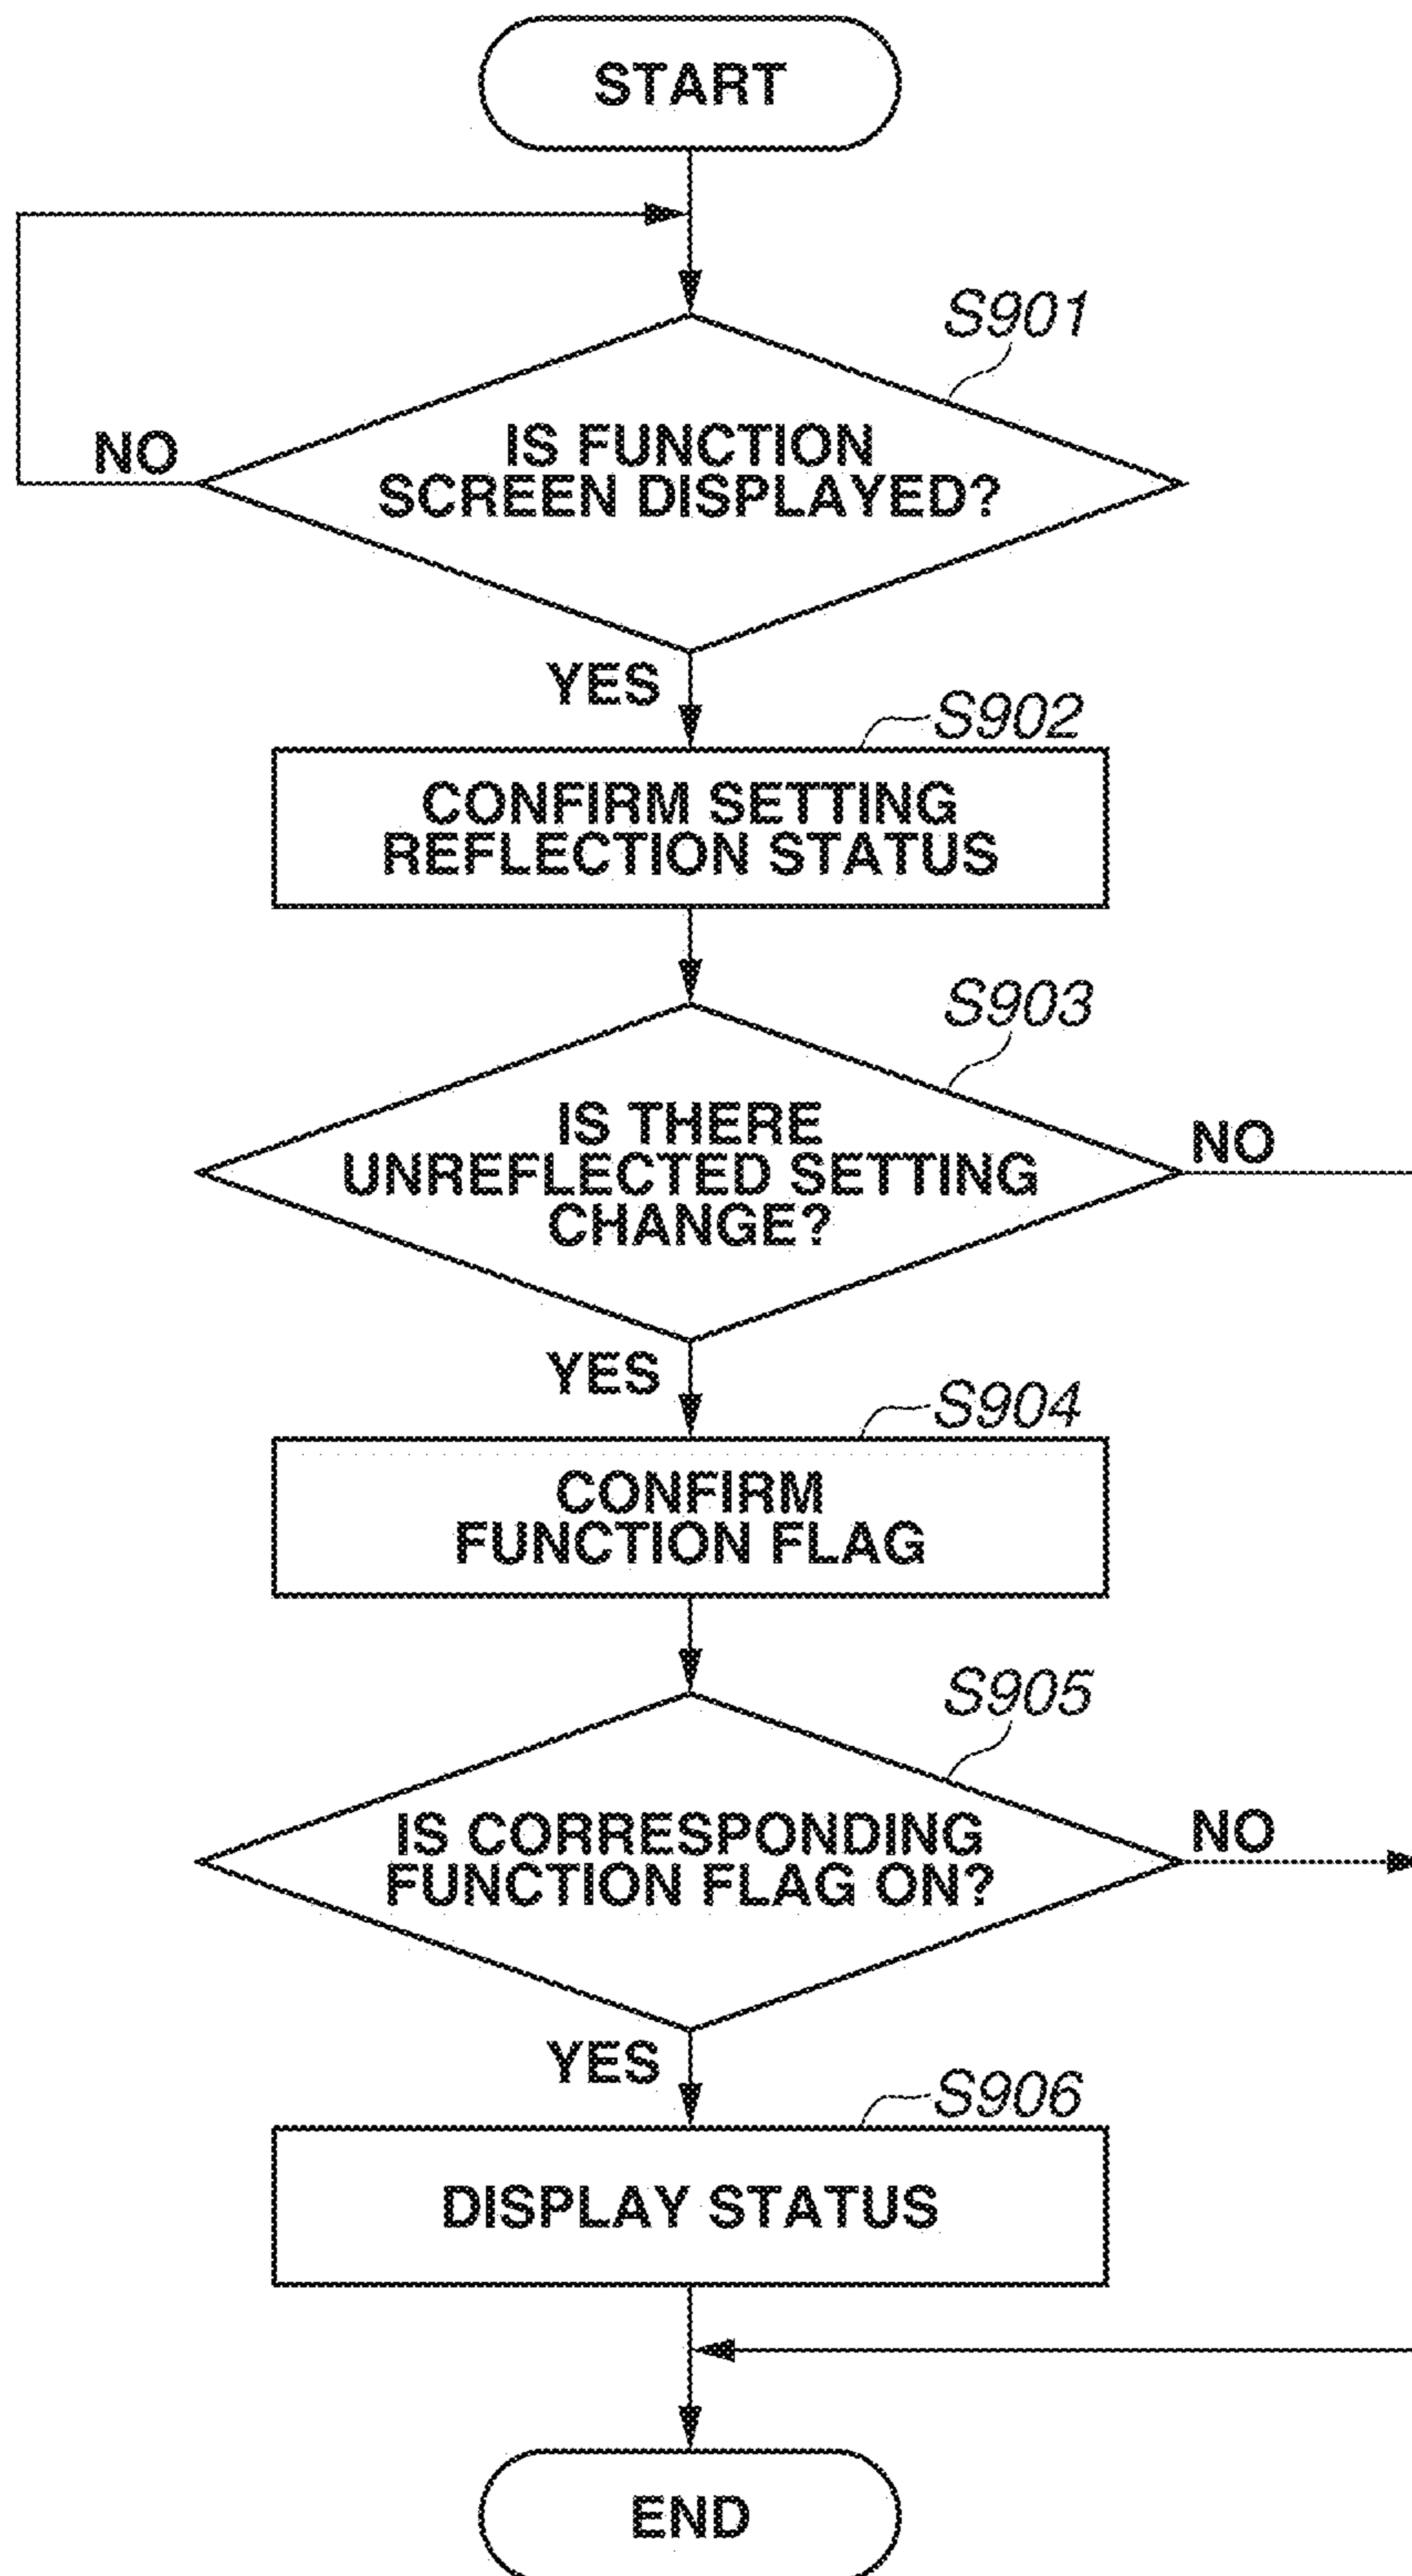 START
S901
IS FUNCTION
SCREEN DISPLAYED?
NO
YES
S902
CONFIRM SETTING
REFLECTION STATUS
S903
IS THERE
UNREFLECTED SETTING
CHANGE?
NO
YES
S904
CONFIRM
FUNCTION FLAG
S905
IS CORRESPONDING
FUNCTION FLAG ON?
NO
YES
S906
DISPLAY STATUS
END